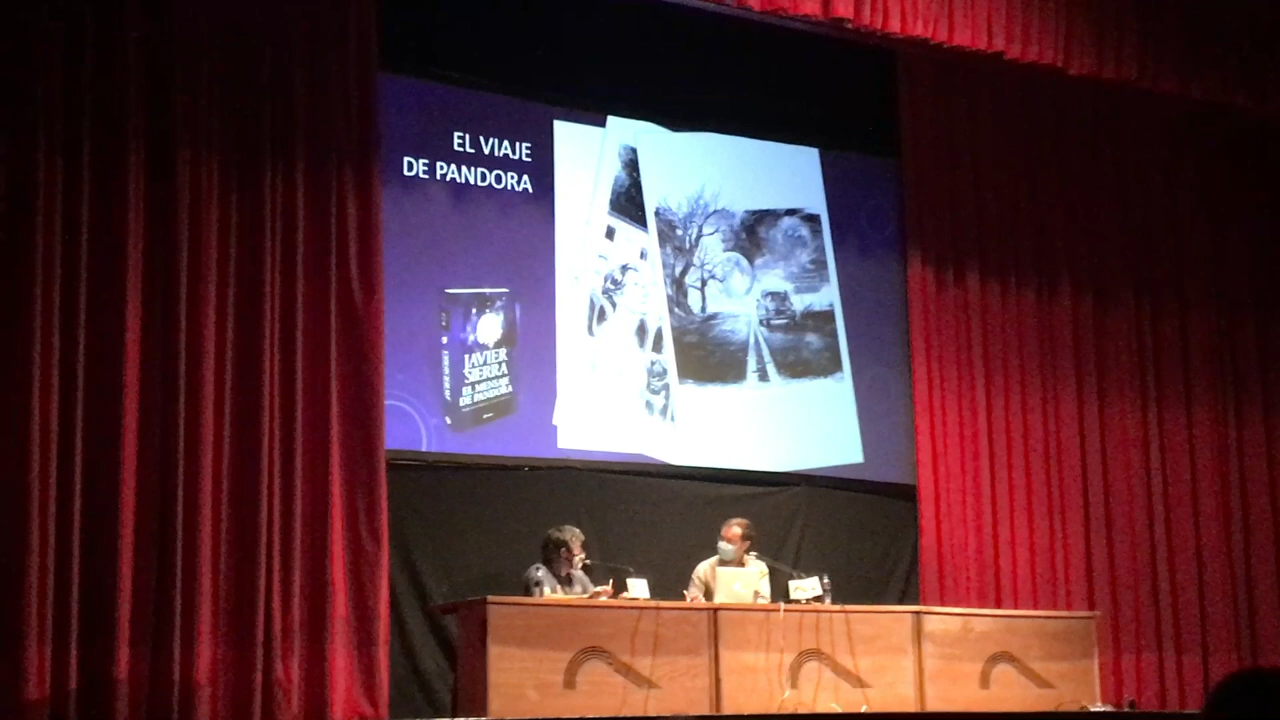 EL VIAJE
DE PANDORA
JAVIER
SIERRA
EL MENSAJE
DE PANDORA